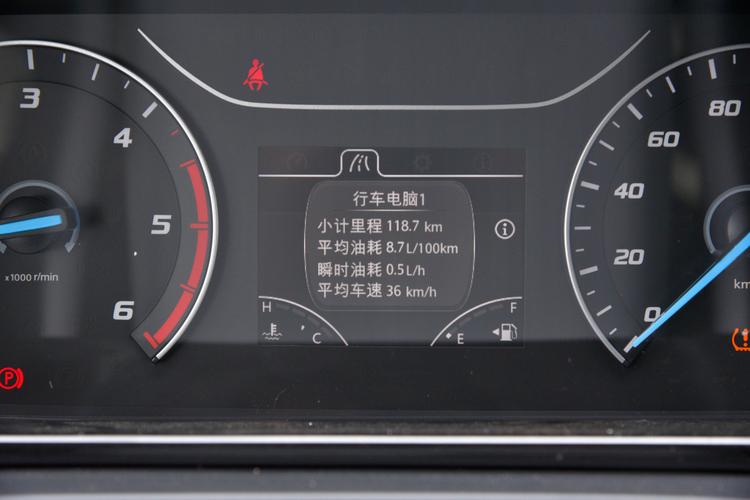 行车电脑1
小计里程 118.7 km
平均油耗 8.7L/100km
瞬时油耗 0.5L/h
平均车速 36 km/h
H
C
F
E
3
4
5
6
x1000 r/min
P
0
20
40
60
80
km